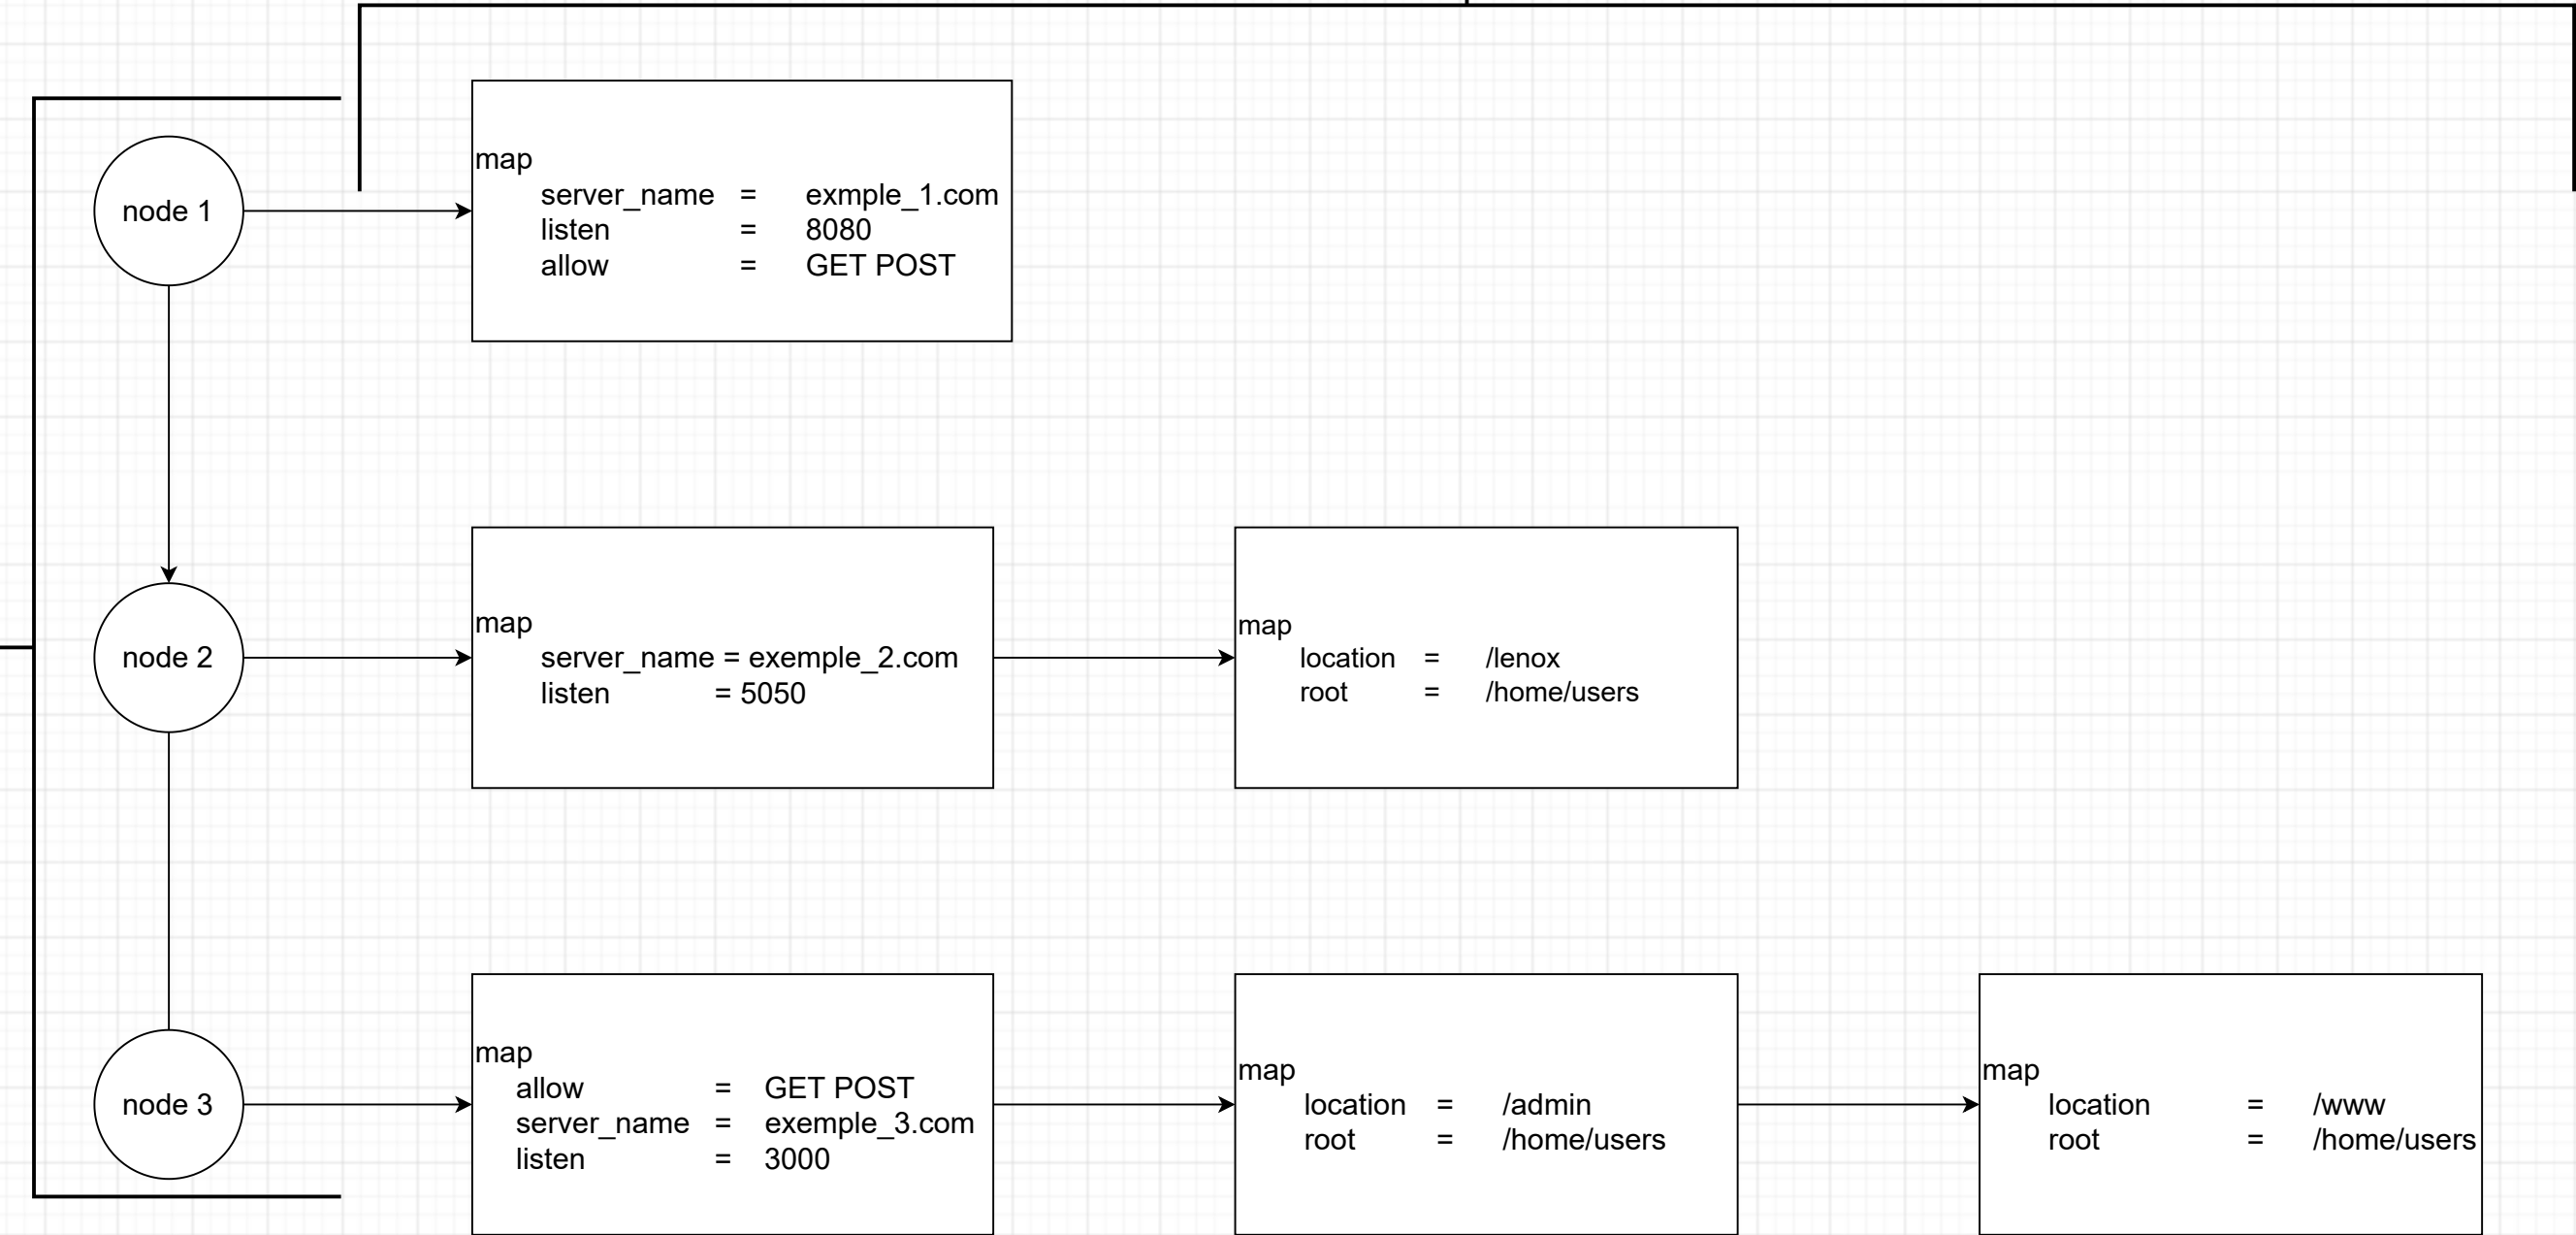 node 1
map
server_name = exmple_1.com
listen = 8080
allow = GET POST
node 2
map
server_name = exemple_2.com
listen = 5050
map
location = /lenox
root = /home/users
node 3
map
allow = GET POST
server_name = exemple_3.com
listen = 3000
map
location = /admin
root = /home/users
map
location = /www
root = /home/users